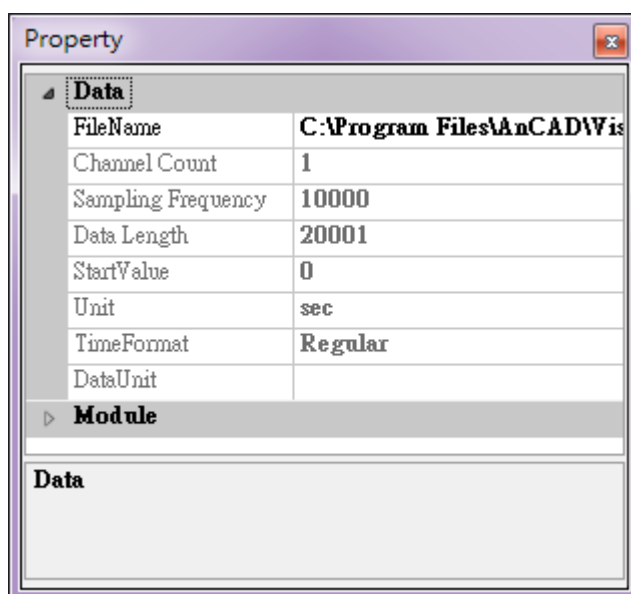 Property
Data
FileName C:\Program Files\AnCAD\Vis
Channel Count 1
Sampling Frequency 10000
Data Length 20001
StartValue 0
Unit sec
TimeFormat Regular
DataUnit
Module
Data